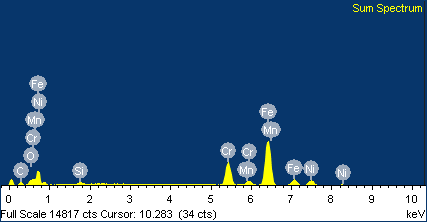 Sum Spectrum
Fe
Ni
Mn
Cr
O
C
Si
Cr
Cr
Mn
Fe
Mn
Fe
Ni
Ni
0 1 2 3 4 5 6 7 8 9 10
Full Scale 14817 cts Cursor: 10.283 (34 cts) keV